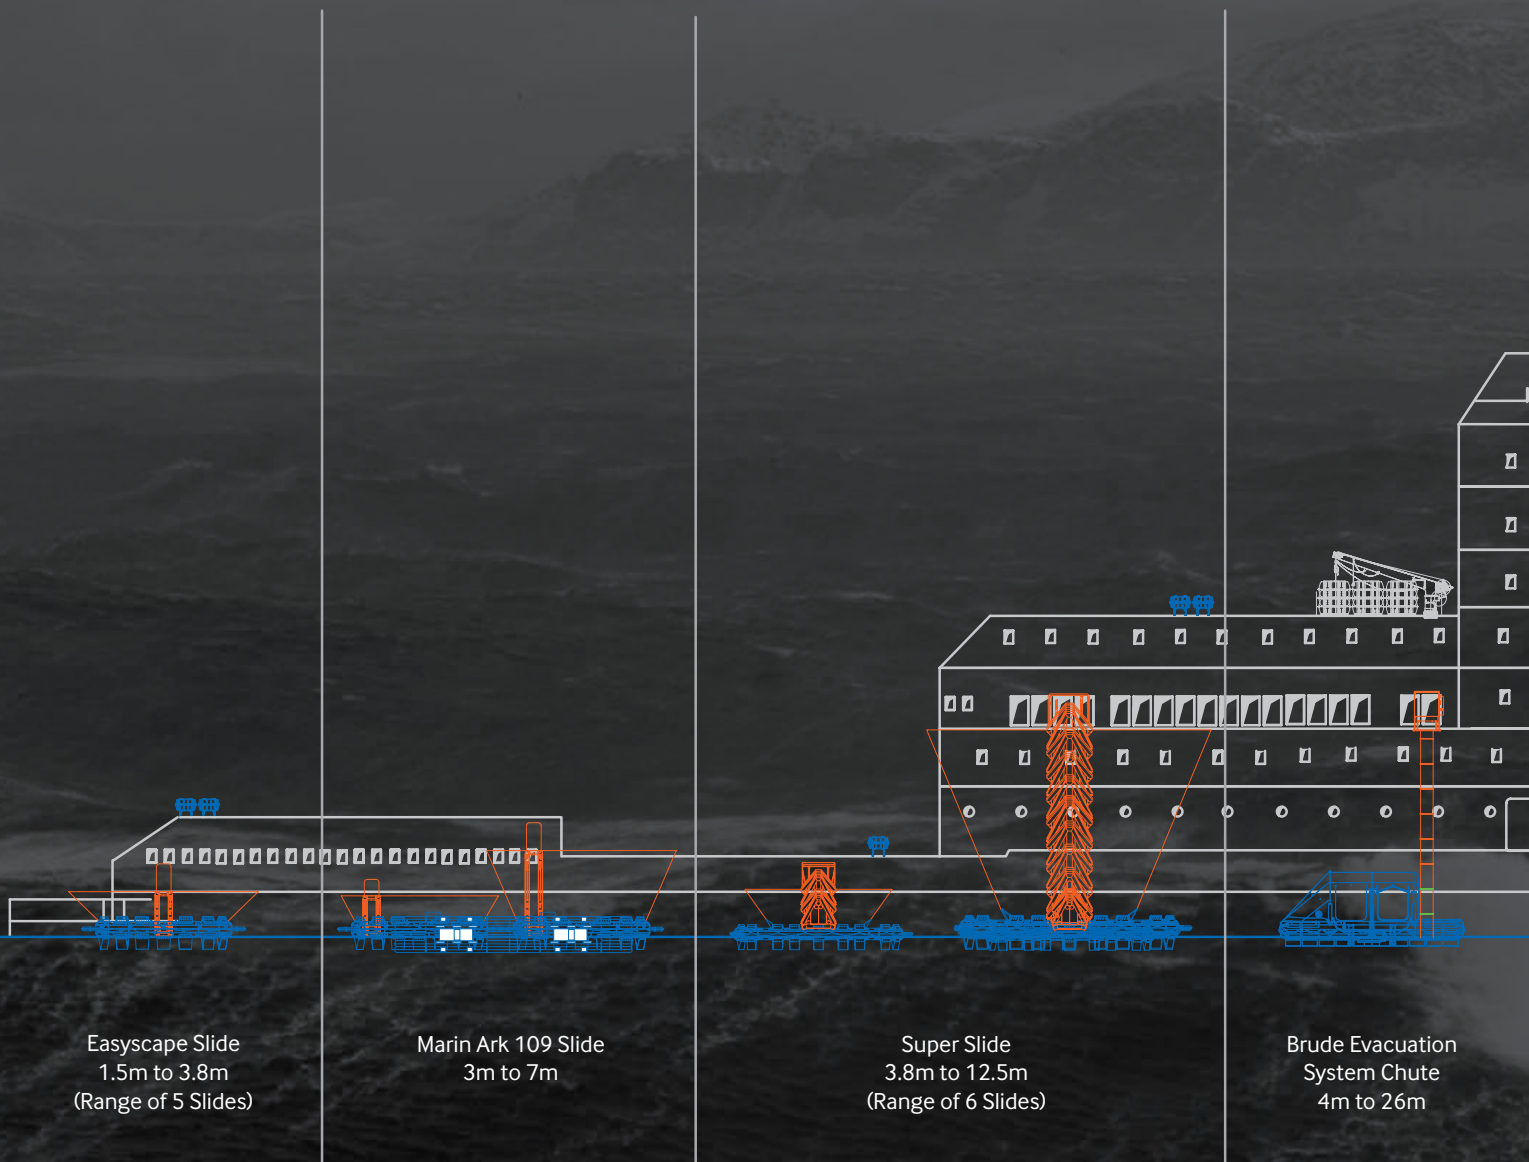 Easyscape Slide
1.5m to 3.8m
(Range of 5 Slides)
Marin Ark 109 Slide
3m to 7m
Super Slide
3.8m to 12.5m
(Range of 6 Slides)
Brude Evacuation
System Chute
4m to 26m